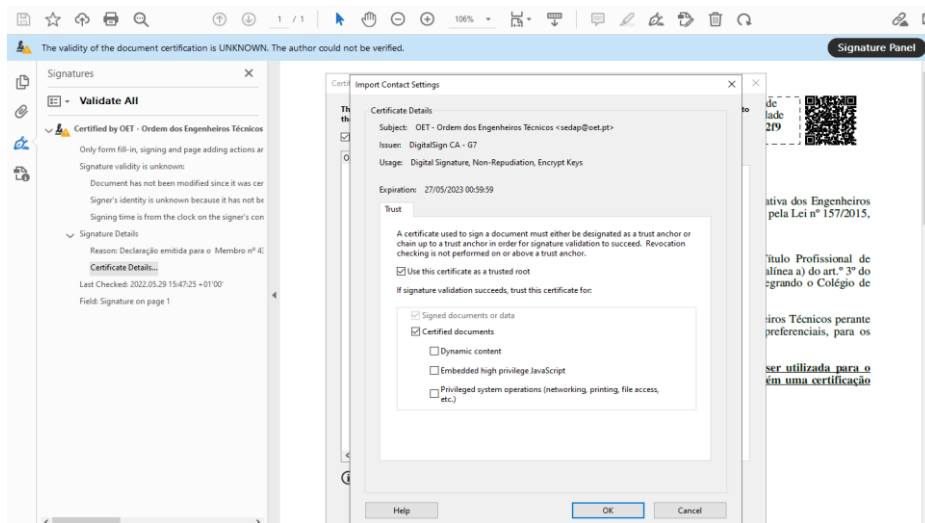 1 / 1
106%
The validity of the document certification is UNKNOWN. The author could not be verified.
Signature Panel
Signatures
Validate All
Certified by OET - Ordem dos Engenheiros Técnicos
Only form fill-in, signing and page adding actions ar
Signature validity is unknown:
Document has not been modified since it was cer
Signer's identity is unknown because it has not be
Signing time is from the clock on the signer's con
Signature Details
Reason: Declaração emitida para o Membro nº 43
Certificate Details...
Last Checked: 2022.05.29 15:47:25 +01'00'
Field: Signature on page 1
Certi
Th
th
O
to
Import Contact Settings
Certificate Details
Subject: OET - Ordem dos Engenheiros Técnicos <sedap@oet.pt>
Issuer: DigitalSign CA - G7
Usage: Digital Signature, Non-Repudiation, Encrypt Keys
Expiration: 27/05/2023 00:59:59
Trust
A certificate used to sign a document must either be designated as a trust anchor or
chain up to a trust anchor in order for signature validation to succeed. Revocation
checking is not performed on or above a trust anchor.
Use this certificate as a trusted root
If signature validation succeeds, trust this certificate for:
Signed documents or data
Certified documents
Dynamic content
Embedded high privilege JavaScript
Privileged system operations (networking, printing, file access,
etc.)
Help
OK
Cancel
de
lade
2f9
ativa dos Engenheiros
pela Lei nº 157/2015,
Título Profissional de
alínea a) do art.º 3º do
egrando o Colégio de
eiros Técnicos perante
preferenciais, para os
ser utilizada para o
ém uma certificação